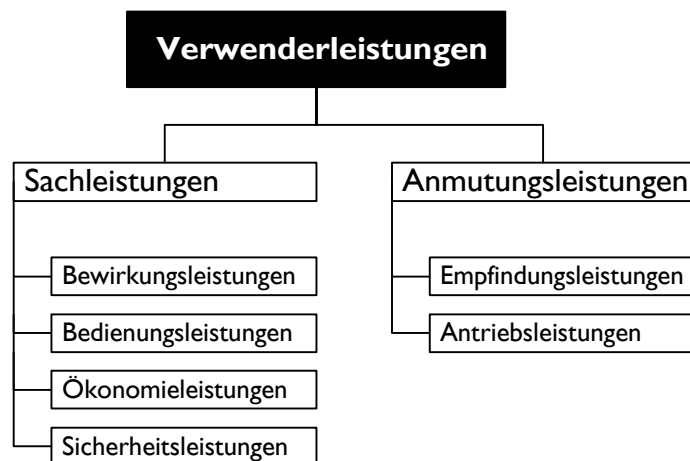 Verwenderleistungen
Sachleistungen
Bewirkungsleistungen
Bedienungsleistungen
Ökonomieleistungen
Sicherheitsleistungen
Anmutungsleistungen
Empfindungsleistungen
Antriebsleistungen